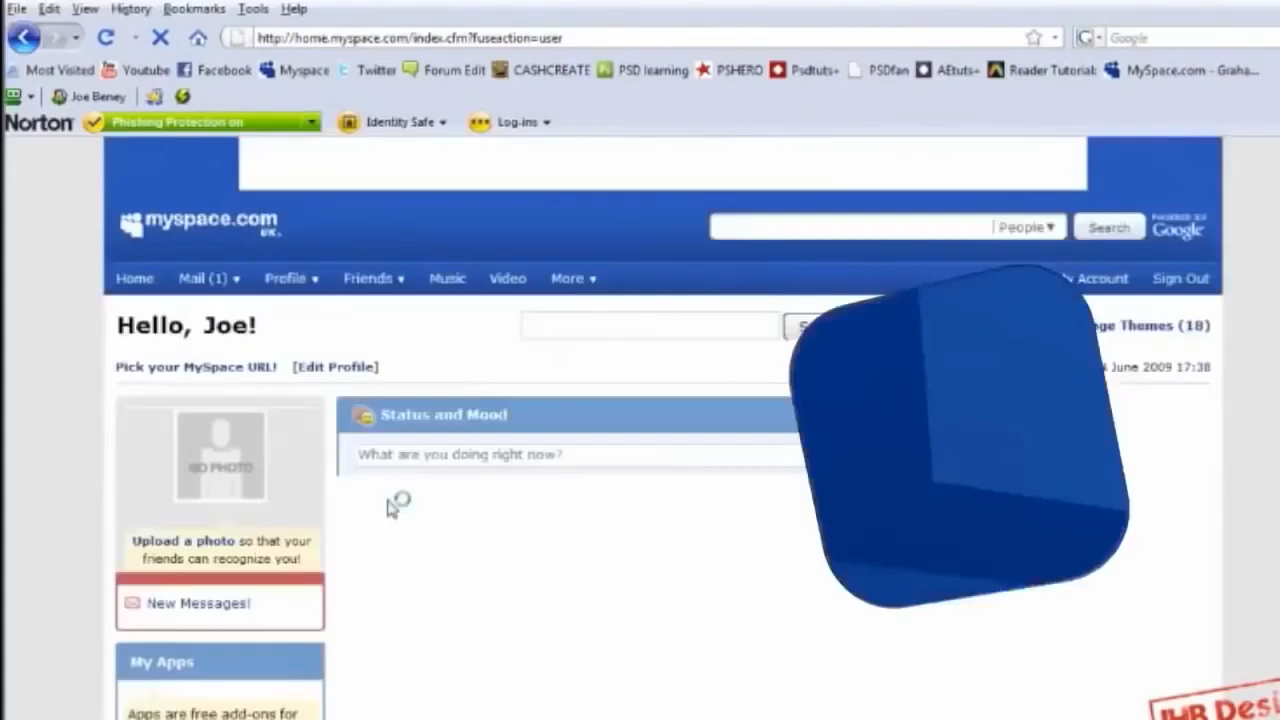 File Edit View History Bookmarks Tools Help
http://home.myspace.com/index.cfm?fuseaction=user
Google
Most Visited Youtube Facebook Myspace Twitter Forum Edit CASHCREATE PSD learning PSHERO Psdtuts+ PSDfan AEtuts+ Reader Tutorial: MySpace.com - Graha...
Joe Beney
Norton Phishing Protection on Identity Safe Log-ins
myspace.com
UK.
People Search Google
Home Mail (1) Profile Friends Music Video More Account Sign Out
Hello, Joe!
Themes (18)
Pick your MySpace URL! [Edit Profile]
June 2009 17:38
Status and Mood
What are you doing right now?
NO PHOTO
Upload a photo so that your
friends can recognize you!
New Messages!
My Apps
Apps are free add-ons for